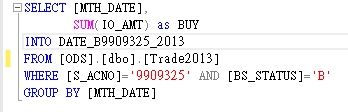 SELECT [MTH_DATE],
SUM(IO_AMT) as BUY
INTO DATE_B9909325_2013
FROM [ODS].[dbo].[Trade2013]
WHERE [S_ACNO]='9909325' AND [BS_STATUS]='B'
GROUP BY [MTH_DATE]